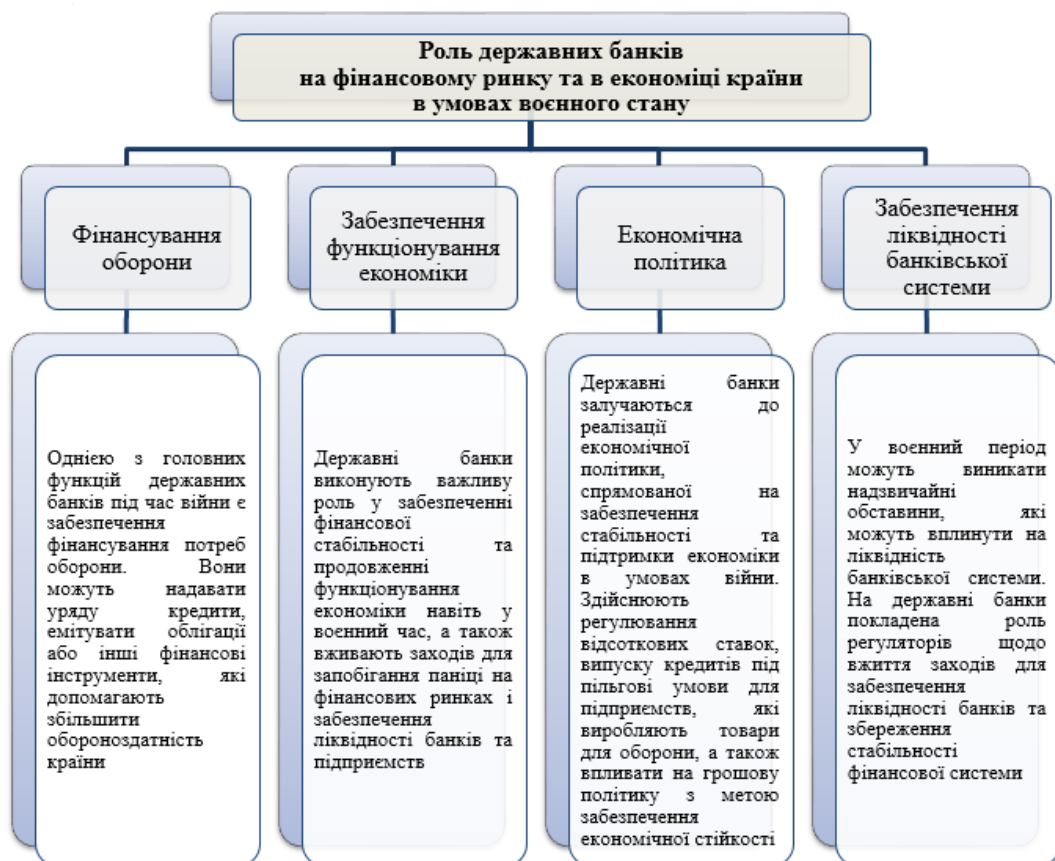 Роль державних банків
на фінансовому ринку та в економіці країни
в умовах воєнного стану
Фінансування
оборони
Однією з головних
функцій державних
банків під час війни є
забезпечення
фінансування потреб
оборони. Вони
можуть надавати
уряду кредити,
емітувати облігації
або інші фінансові
інструменти, які
допомагають
збільшити
обороноздатність
країни
Забезпечення
функціонування
економіки
Державні банки
виконують важливу
роль у забезпеченні
фінансової
стабільності та
продовженні
функціонування
економіки навіть у
воєнний час, а також
вживають заходів для
запобігання паніці на
фінансових ринках і
забезпечення
ліквідності банків та
підприємств
Економічна
політика
Державні банки
залучаються до
реалізації
економічної
політики,
спрямованої на
забезпечення
стабільності та
підтримки економіки
в умовах війни.
Здійснюють
регулювання
відсоткових ставок,
випуску кредитів під
пільгові умови для
підприємств, які
виробляють товари
для оборони, а також
впливати на грошову
політику з метою
забезпечення
економічної стійкості
Забезпечення
ліквідності
банківської
системи
У воєнний період
можуть виникати
надзвичайні
обставини, які
можуть вплинути на
ліквідність
банківської системи.
На державні банки
покладена роль
регуляторів щодо
вжиття заходів для
забезпечення
ліквідності банків та
збереження
стабільності
фінансової системи